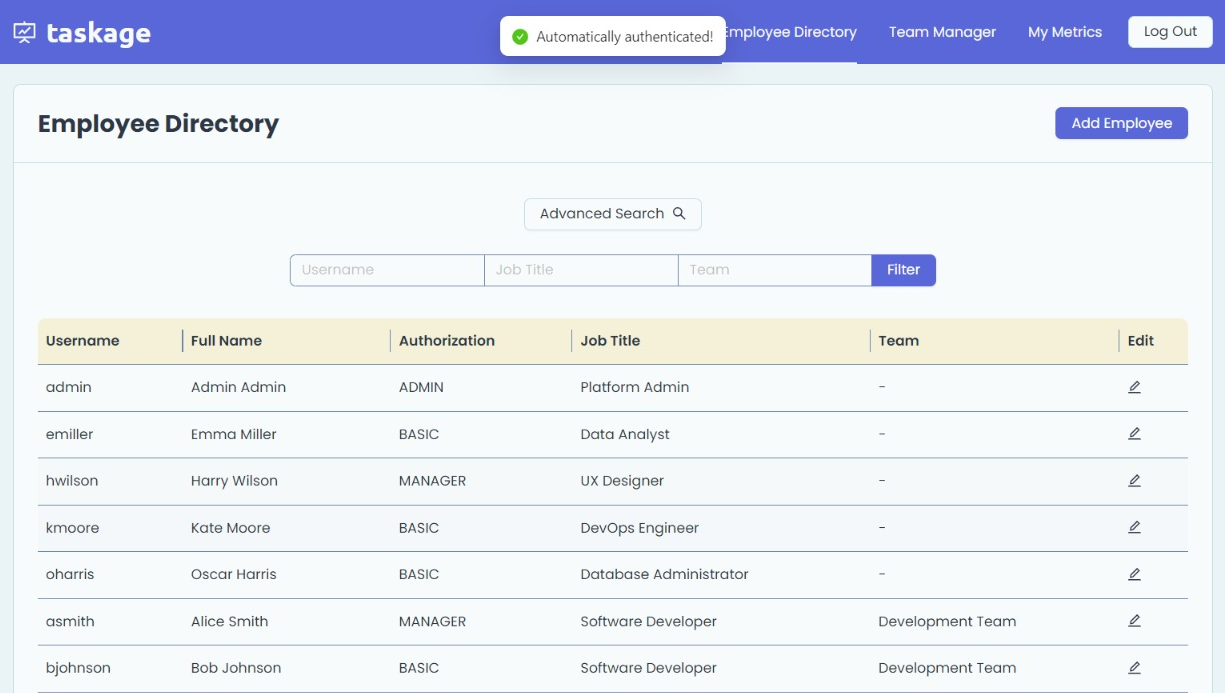 taskage
Automatically authenticated!
Employee Directory
Team Manager
My Metrics
Log Out
Employee Directory
Add Employee
Advanced Search
Username Job Title Team Filter
Username Full Name Authorization Job Title Team Edit
admin Admin Admin ADMIN Platform Admin -
emiller Emma Miller BASIC Data Analyst -
hwilson Harry Wilson MANAGER UX Designer -
kmoore Kate Moore BASIC DevOps Engineer -
oharris Oscar Harris BASIC Database Administrator -
asmith Alice Smith MANAGER Software Developer Development Team
bjohnson Bob Johnson BASIC Software Developer Development Team